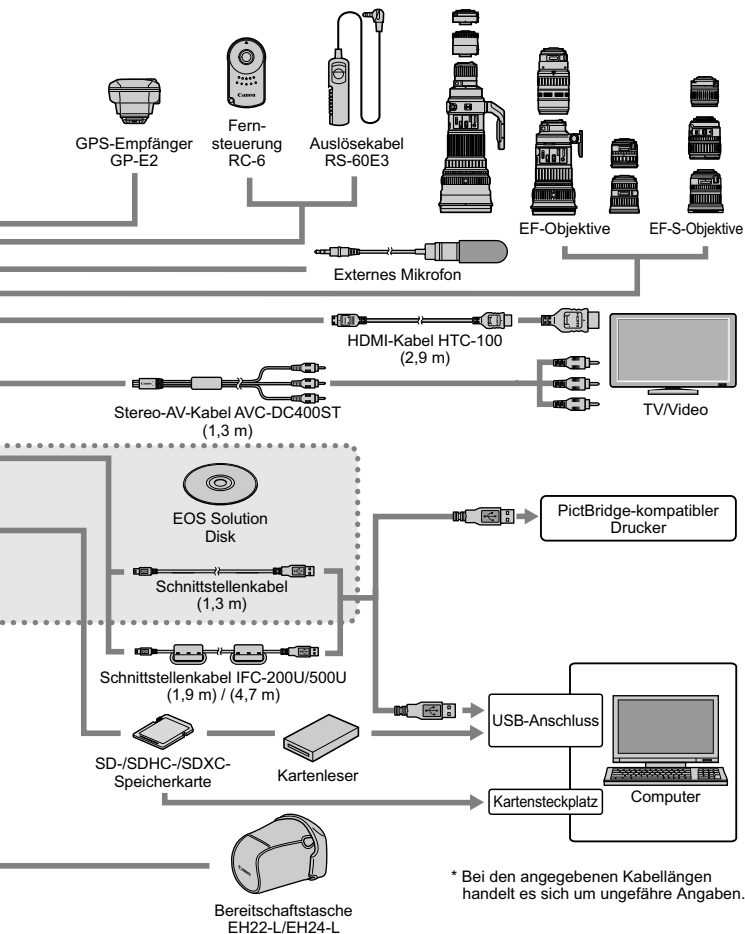 GPS-Empfänger
GP-E2
Canon
Fern-
steuerung
RC-6
Auslösekabel
RS-60E3
EF-Objektive
EF-S-Objektive
Externes Mikrofon
HDMI-Kabel HTC-100
(2,9 m)
Stereo-AV-Kabel AVC-DC400ST
(1,3 m)
TV/Video
EOS Solution
Disk
PictBridge-kompatibler
Drucker
Schnittstellenkabel
(1,3 m)
Schnittstellenkabel IFC-200U/500U
(1,9 m) / (4,7 m)
USB-Anschluss
SD-/SDHC-/SDXC-
Speicherkarte
Kartenleser
Kartensteckplatz
Computer
* Bei den angegebenen Kabellängen
handelt es sich um ungefähre Angaben.
Bereitschaftstasche
EH22-L/EH24-L